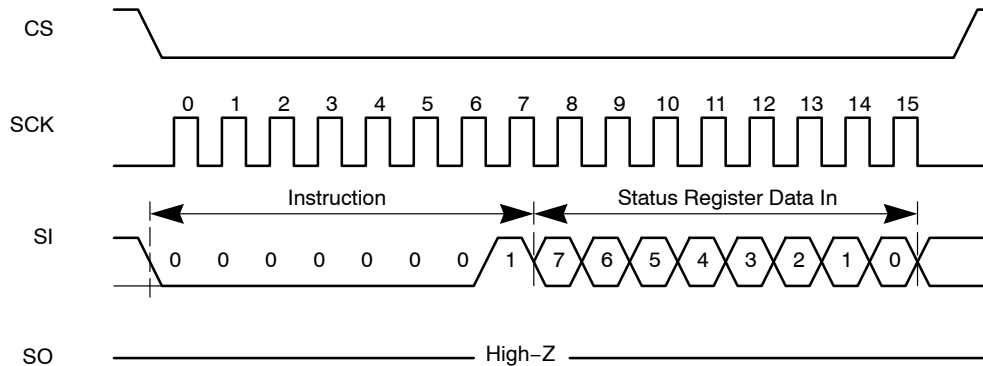 CS
0 1 2 3 4 5 6 7 8 9 10 11 12 13 14 15
SCK
Instruction Status Register Data In
SI
0 0 0 0 0 0 0 1 7 6 5 4 3 2 1 0
SO
High−Z